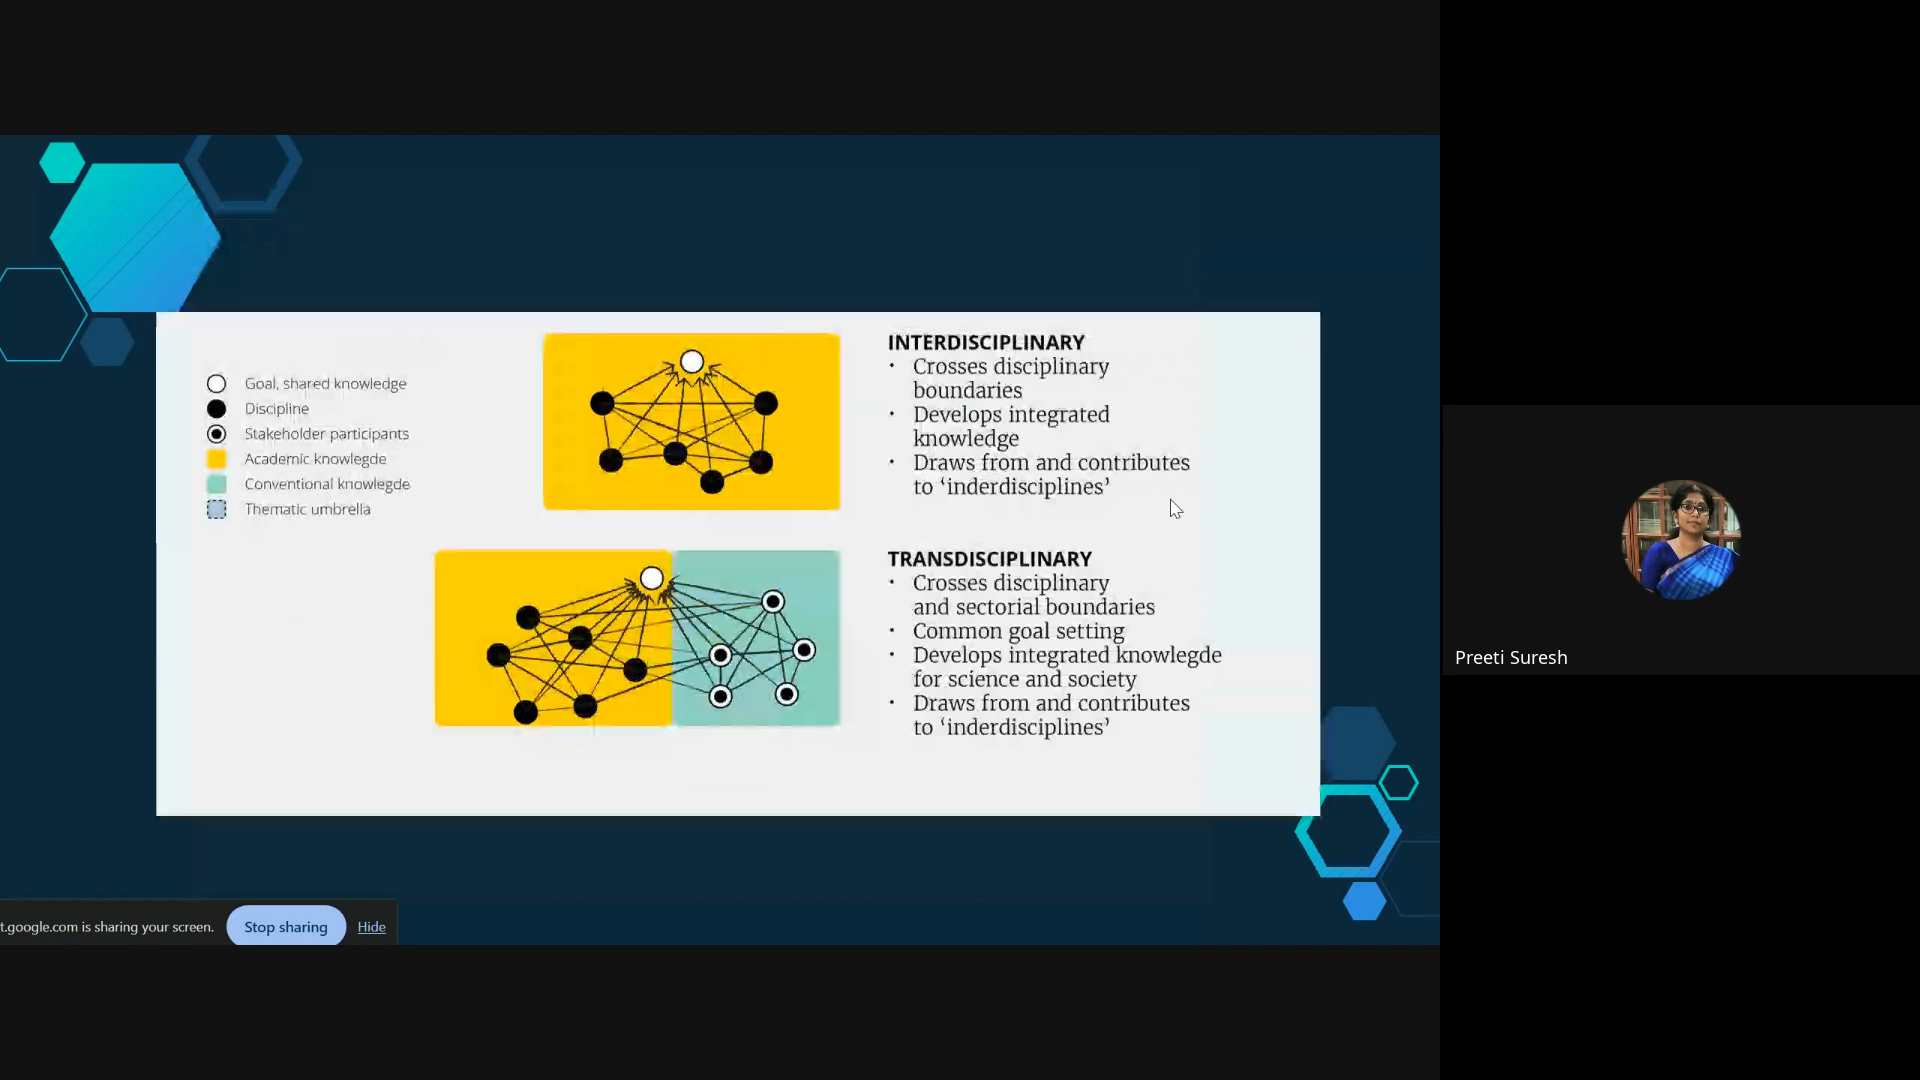 Goal, shared knowledge
Discipline
Stakeholder participants
Academic knowlegde
Conventional knowlegde
Thematic umbrella
INTERDISCIPLINARY
• Crosses disciplinary
boundaries
• Develops integrated
knowledge
• Draws from and contributes
to ‘inderdisciplines’
TRANSDISCIPLINARY
• Crosses disciplinary
and sectorial boundaries
• Common goal setting
• Develops integrated knowlegde
for science and society
• Draws from and contributes
to ‘inderdisciplines’
t.google.com is sharing your screen.
Stop sharing
Hide
Preeti Suresh